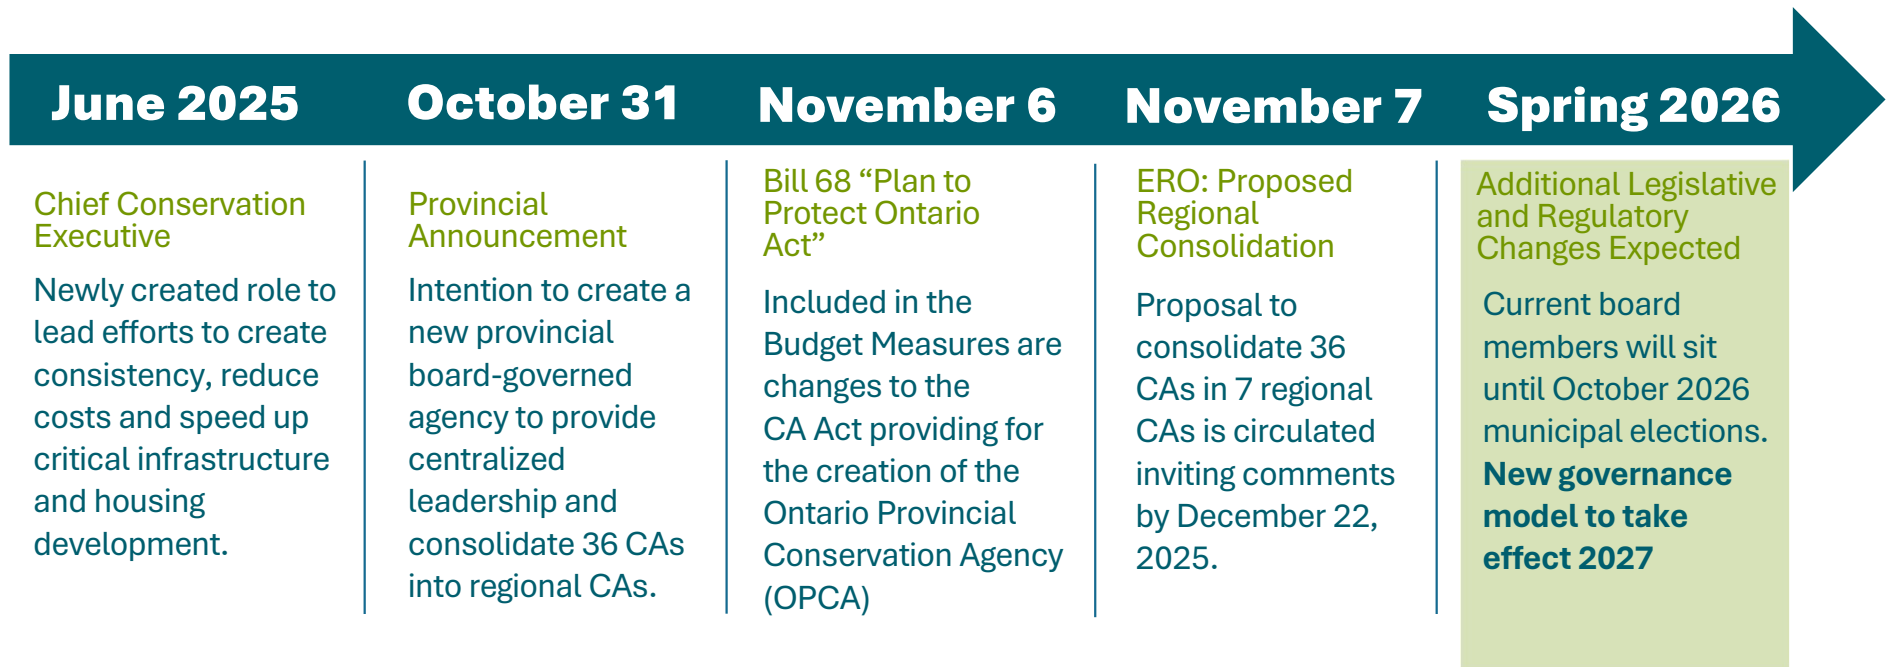 June 2025
October 31
November 6
November 7
Spring 2026
Chief Conservation
Executive
Newly created role to
lead efforts to create
consistency, reduce
costs and speed up
critical infrastructure
and housing
development.
Provincial
Announcement
Intention to create a
new provincial
board-governed
agency to provide
centralized
leadership and
consolidate 36 CAs
into regional CAs.
Bill 68 “Plan to
Protect Ontario
Act”
Included in the
Budget Measures are
changes to the
CA Act providing for
the creation of the
Ontario Provincial
Conservation Agency
(OPCA)
ERO: Proposed
Regional
Consolidation
Proposal to
consolidate 36
CAs in 7 regional
CAs is circulated
inviting comments
by December 22,
2025.
Additional Legislative
and Regulatory
Changes Expected
Current board
members will sit
until October 2026
municipal elections.
New governance
model to take
effect 2027